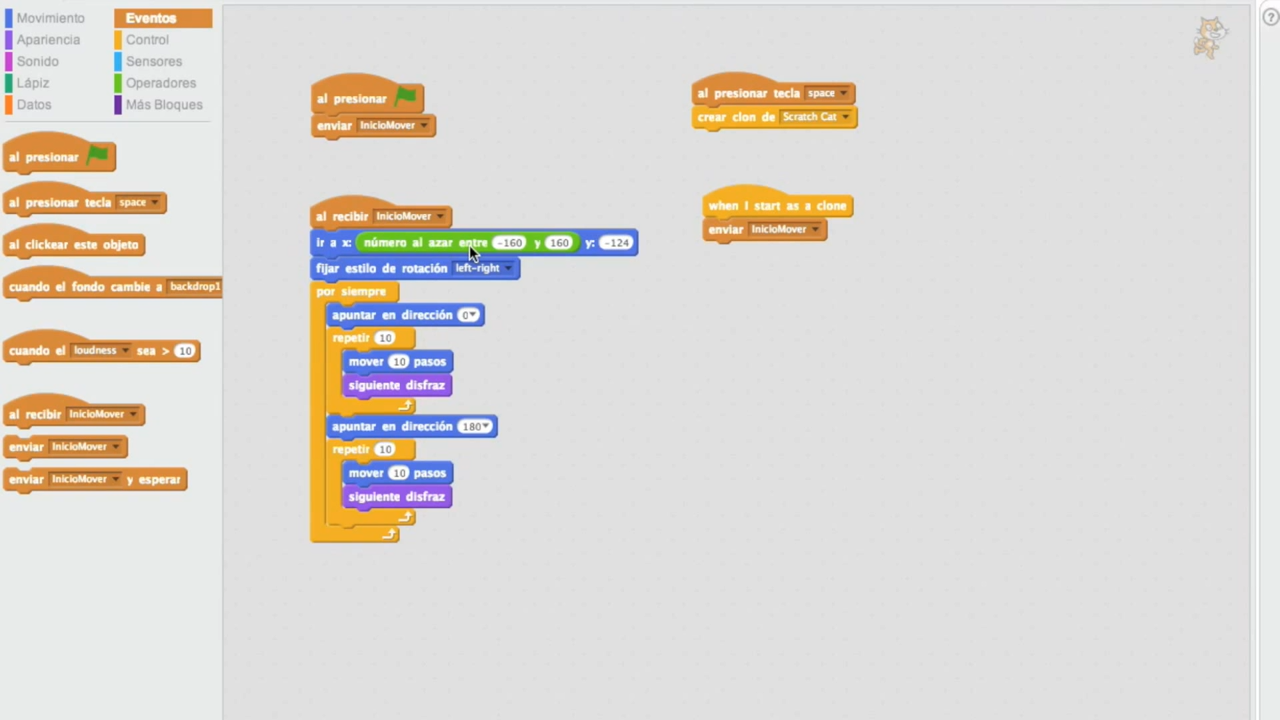 Movimiento
Eventos
Apariencia
Control
Sonido
Sensores
Lápiz
Operadores
Datos
Más Bloques
al presionar
al presionar tecla space
al clickear este objeto
cuando el fondo cambie a backdrop1
cuando el loudness sea > 10
al recibir InicioMover
enviar InicioMover
enviar InicioMover y esperar
al presionar
enviar InicioMover
al recibir InicioMover
ir a x: número al azar entre -160 y 160 y: -124
fijar estilo de rotación left-right
por siempre
apuntar en dirección 0
repetir 10
mover 10 pasos
siguiente disfraz
apuntar en dirección 180
repetir 10
mover 10 pasos
siguiente disfraz
al presionar tecla space
crear clon de Scratch Cat
when I start as a clone
enviar InicioMover
?